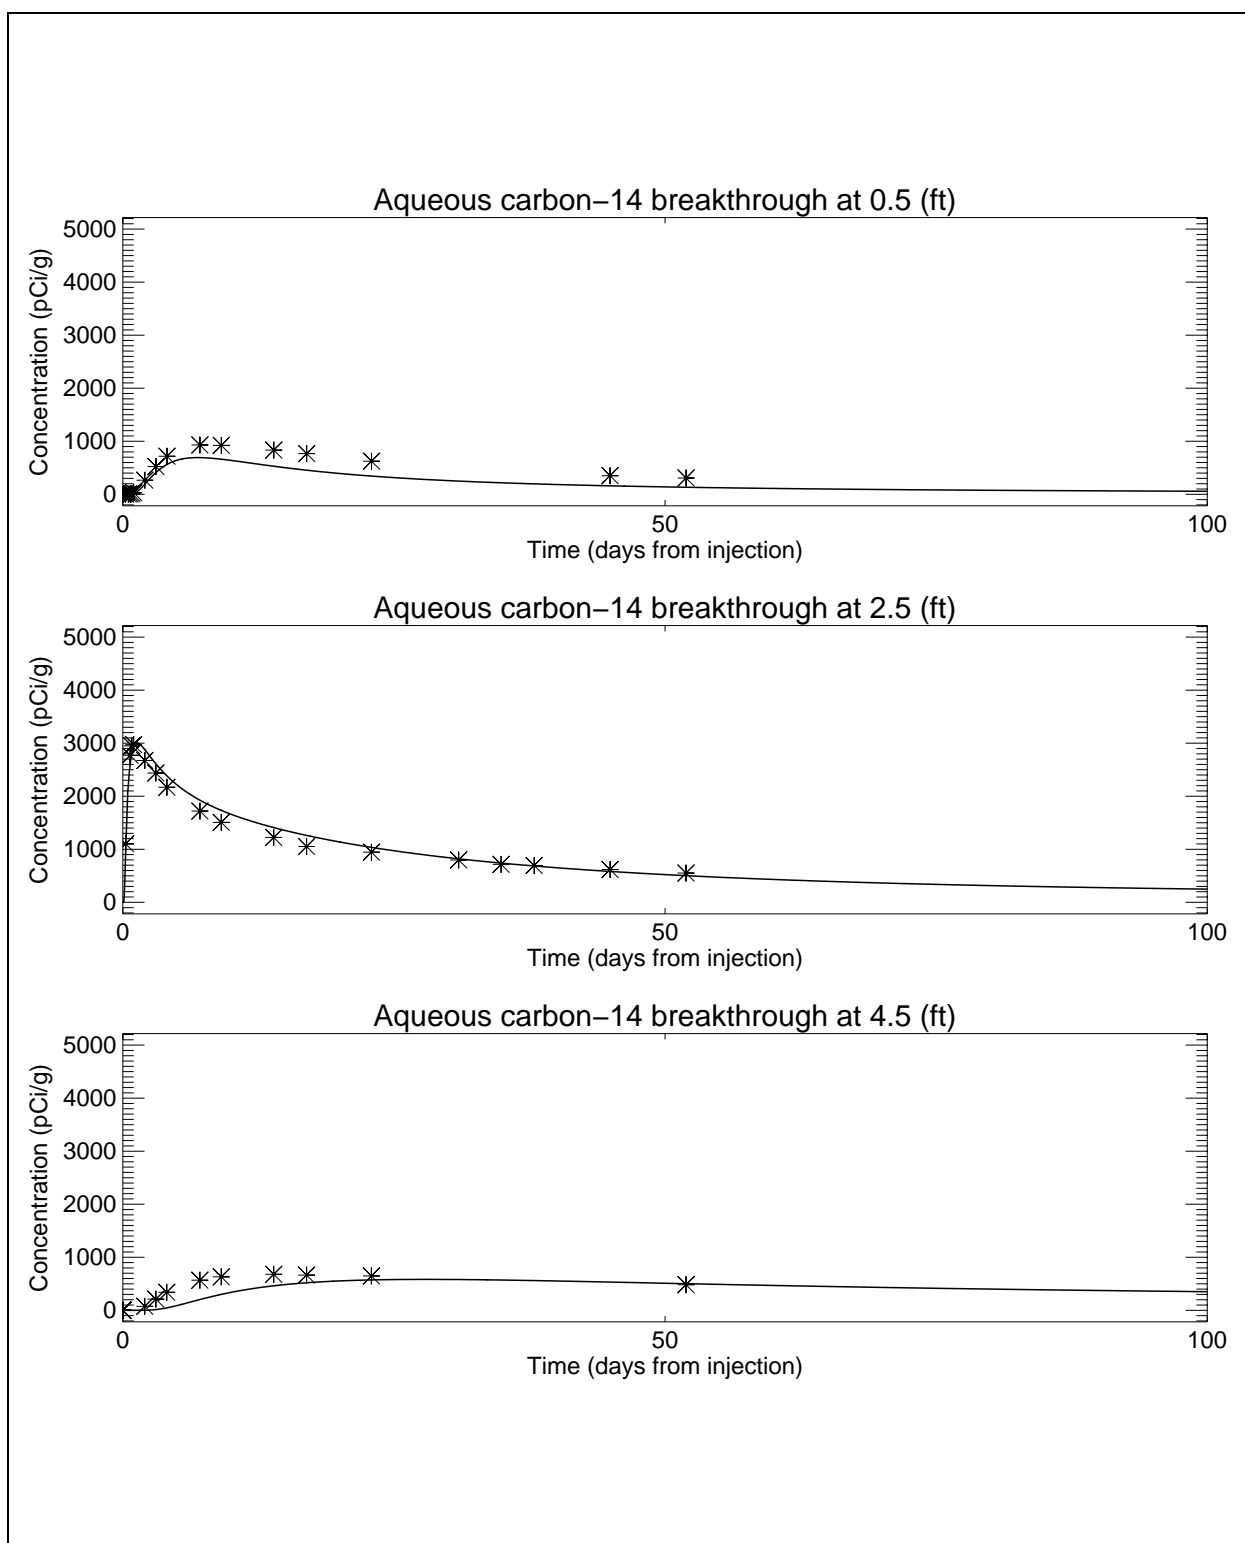 Aqueous carbon−14 breakthrough at 0.5 (ft)
Concentration (pCi/g)
5000
4000
3000
2000
1000
0
0 50 100
Time (days from injection)
Aqueous carbon−14 breakthrough at 2.5 (ft)
Concentration (pCi/g)
5000
4000
3000
2000
1000
0
0 50 100
Time (days from injection)
Aqueous carbon−14 breakthrough at 4.5 (ft)
Concentration (pCi/g)
5000
4000
3000
2000
1000
0
0 50 100
Time (days from injection)